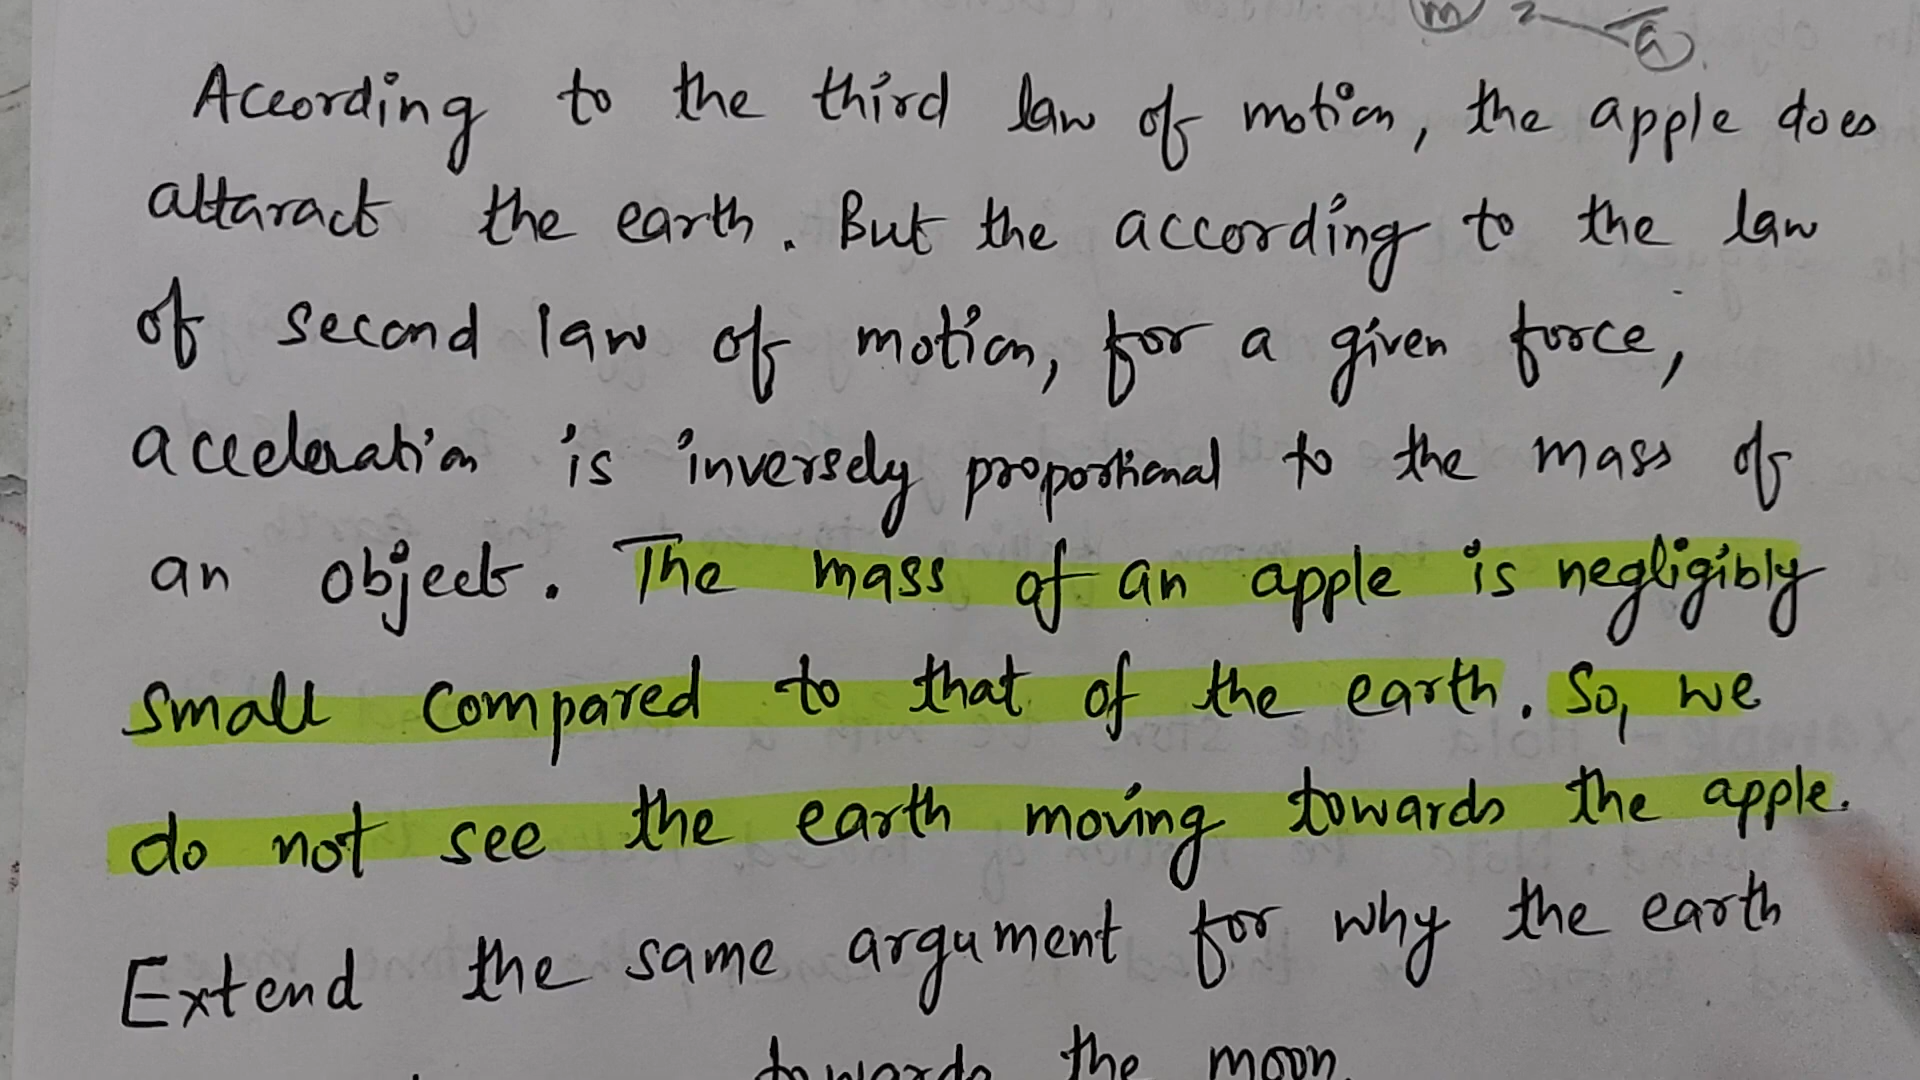 m 2 a
According to the third law of motion, the apple does
attaract the earth. But the according to the law
of second law of motion, for a given force,
acceleration is inversely proportional to the mass of
an object. The mass of an apple is negligibly
small compared to that of the earth. So, we
do not see the earth moving towards the apple.
Extend the same argument for why the earth
towards the moon.